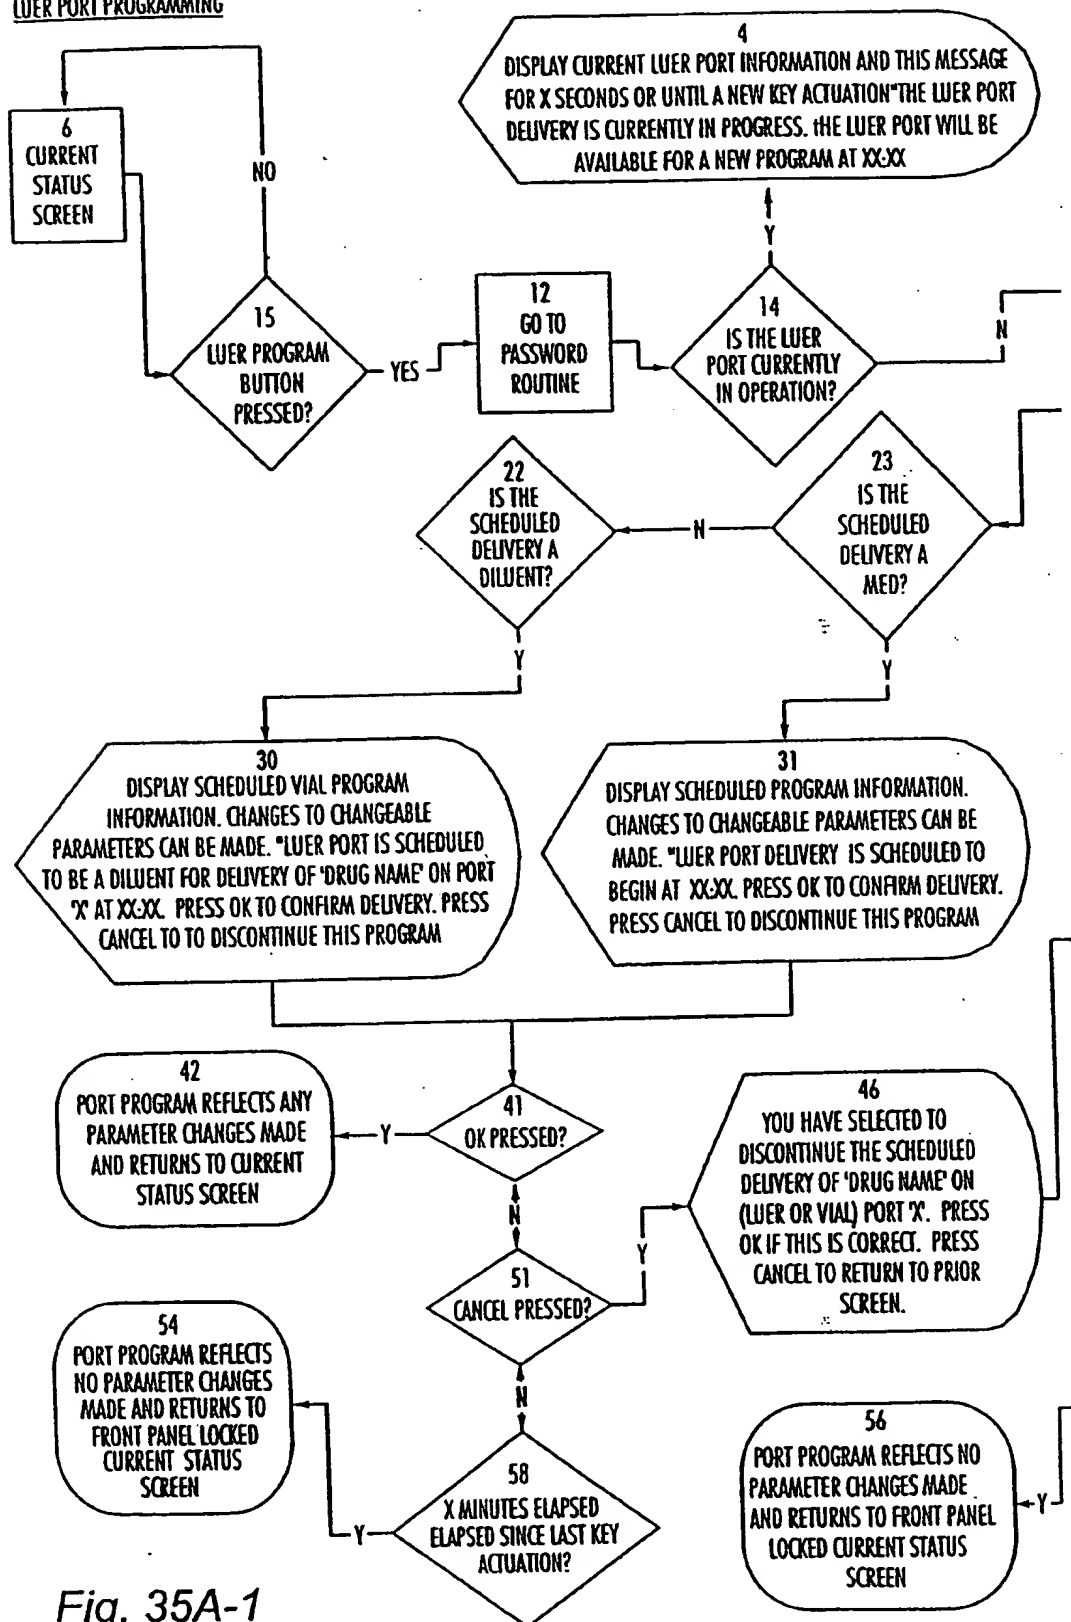 LUER PORT PROGRAMMING
4
DISPLAY CURRENT LUER PORT INFORMATION AND THIS MESSAGE
FOR X SECONDS OR UNTIL A NEW KEY ACTUATION"THE LUER PORT
DELIVERY IS CURRENTLY IN PROGRESS. tHE LUER PORT WILL BE
AVAILABLE FOR A NEW PROGRAM AT XX:XX
6
CURRENT
STATUS
SCREEN
NO
Y
15
LUER PROGRAM
BUTTON
PRESSED?
YES
12
GO TO
PASSWORD
ROUTINE
14
IS THE LUER
PORT CURRENTLY
IN OPERATION?
N
22
IS THE
SCHEDULED
DELIVERY A
DILUENT?
N
23
IS THE
SCHEDULED
DELIVERY A
MED?
Y
Y
30
DISPLAY SCHEDULED VIAL PROGRAM
INFORMATION. CHANGES TO CHANGEABLE
PARAMETERS CAN BE MADE. "LUER PORT IS SCHEDULED
TO BE A DILUENT FOR DELIVERY OF 'DRUG NAME' ON PORT
'X' AT XX:XX. PRESS OK TO CONFIRM DELIVERY. PRESS
CANCEL TO TO DISCONTINUE THIS PROGRAM
31
DISPLAY SCHEDULED PROGRAM INFORMATION.
CHANGES TO CHANGEABLE PARAMETERS CAN BE
MADE. "LUER PORT DELIVERY IS SCHEDULED TO
BEGIN AT XX:XX. PRESS OK TO CONFIRM DELIVERY.
PRESS CANCEL TO DISCONTINUE THIS PROGRAM
42
PORT PROGRAM REFLECTS ANY
PARAMETER CHANGES MADE
AND RETURNS TO CURRENT
STATUS SCREEN
Y
41
OK PRESSED?
N
46
YOU HAVE SELECTED TO
DISCONTINUE THE SCHEDULED
DELIVERY OF 'DRUG NAME' ON
(LUER OR VIAL) PORT 'X'. PRESS
OK IF THIS IS CORRECT. PRESS
CANCEL TO RETURN TO PRIOR
SCREEN.
Y
51
CANCEL PRESSED?
N
54
PORT PROGRAM REFLECTS
NO PARAMETER CHANGES
MADE AND RETURNS TO
FRONT PANEL LOCKED
CURRENT STATUS
SCREEN
Y
58
X MINUTES ELAPSED
ELAPSED SINCE LAST KEY
ACTUATION?
56
PORT PROGRAM REFLECTS NO
PARAMETER CHANGES MADE
AND RETURNS TO FRONT PANEL
LOCKED CURRENT STATUS
SCREEN
Y
Fig. 35A-1